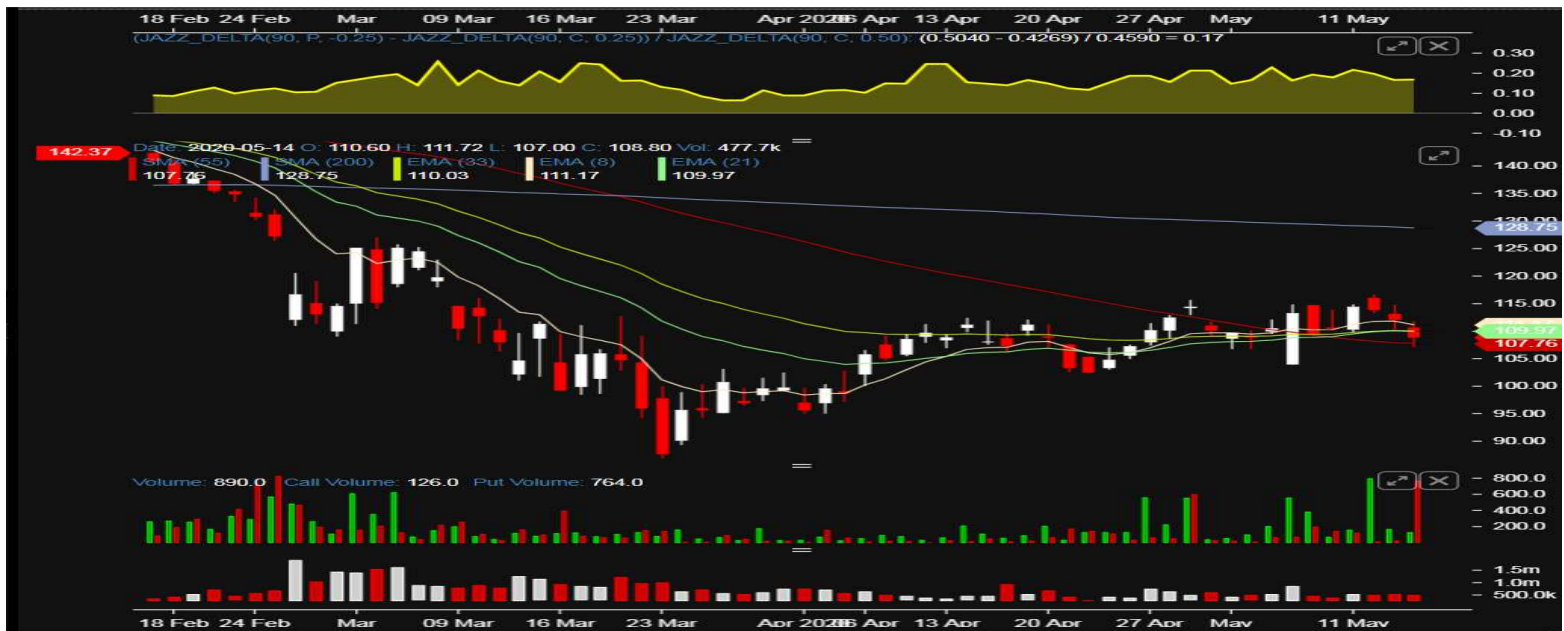 18 Feb 24 Feb Mar 09 Mar 16 Mar 23 Mar Apr 2020 06 Apr 13 Apr 20 Apr 27 Apr May 11 May
(JAZZ_DELTA(90, P, -0.25) - JAZZ_DELTA(90, C, 0.25)) / JAZZ_DELTA(90, C, 0.50): (0.5040 - 0.4269) / 0.4590 = 0.17
0.30
0.20
0.10
0.00
-0.10
Date: 2020-05-14 O: 110.60 H: 111.72 L: 107.00 C: 108.80 Vol: 477.7k
142.37
SMA (55) SMA (200) EMA (33) EMA (8) EMA (21)
107.76 128.75 110.03 111.17 109.97
140.00
135.00
130.00
128.75
125.00
120.00
115.00
109.97
107.76
105.00
100.00
95.00
90.00
Volume: 890.0 Call Volume: 126.0 Put Volume: 764.0
800.0
600.0
400.0
200.0
1.5m
1.0m
500.0k
18 Feb 24 Feb Mar 09 Mar 16 Mar 23 Mar Apr 2020 06 Apr 13 Apr 20 Apr 27 Apr May 11 May